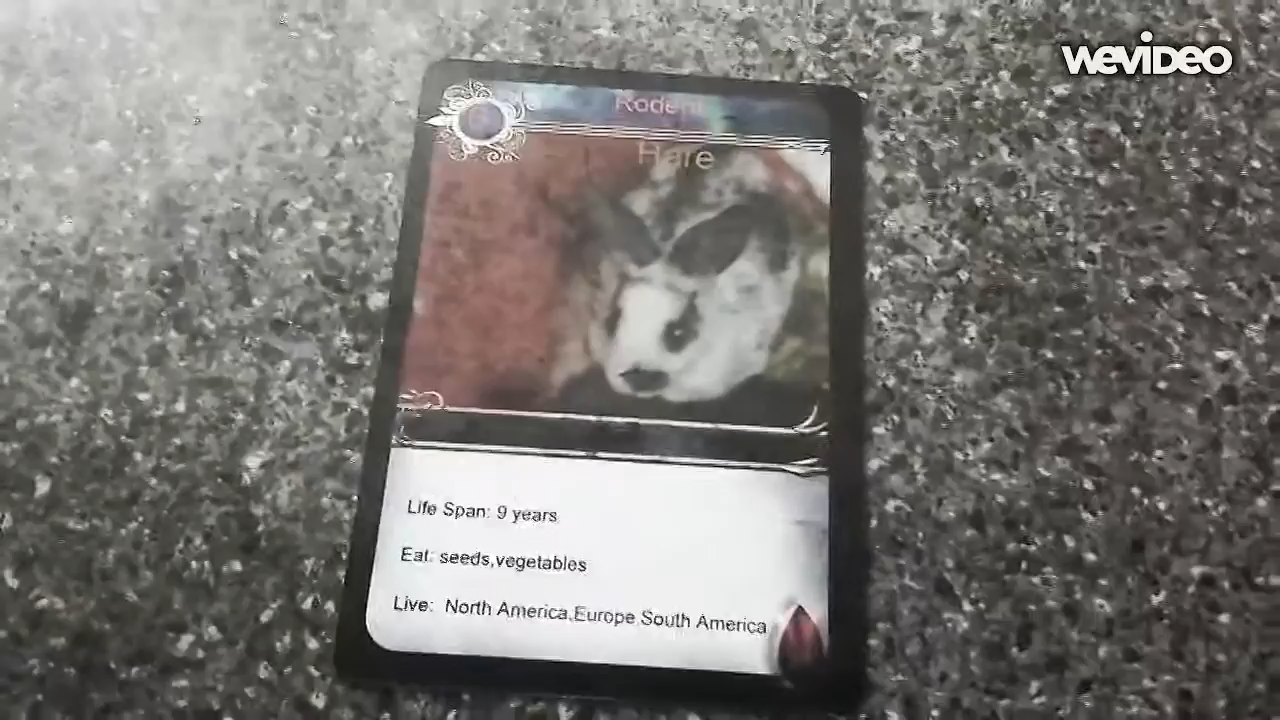 wevideo
Rodent
Hare
Life Span: 9 years
Eat: seeds,vegetables
Live: North America,Europe South America